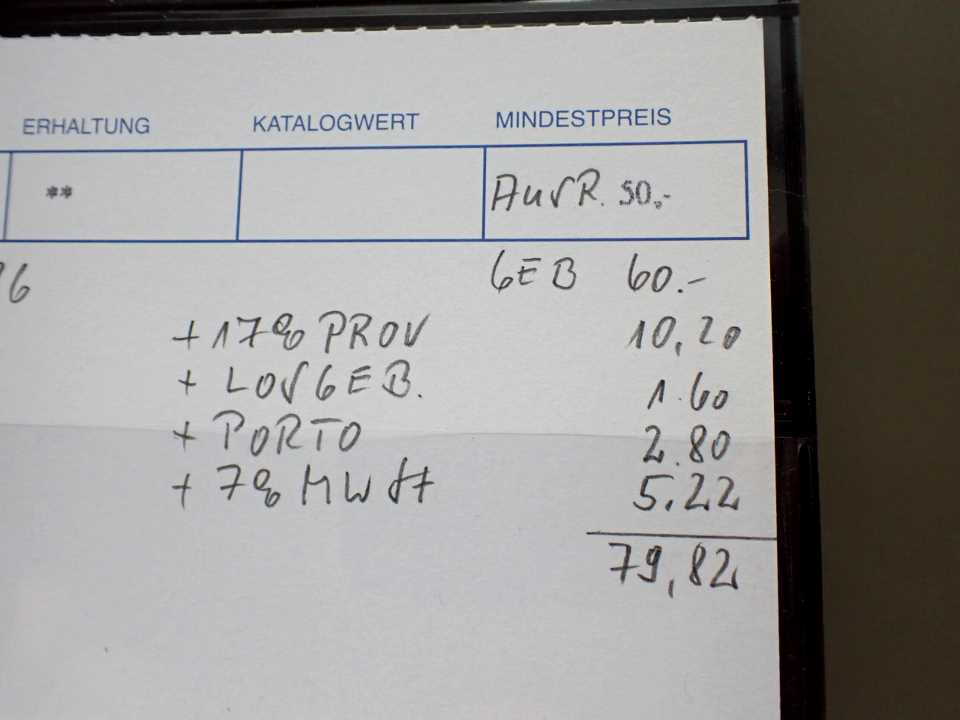 ERHALTUNG KATALOGWERT MINDESTPREIS
** AUSR. 50,-
6 GEB 60.-
+ 17% PROV 10,20
+ LOSGEB. 1.60
+ PORTO 2.80
+ 7% MWSt 5.22
79,82